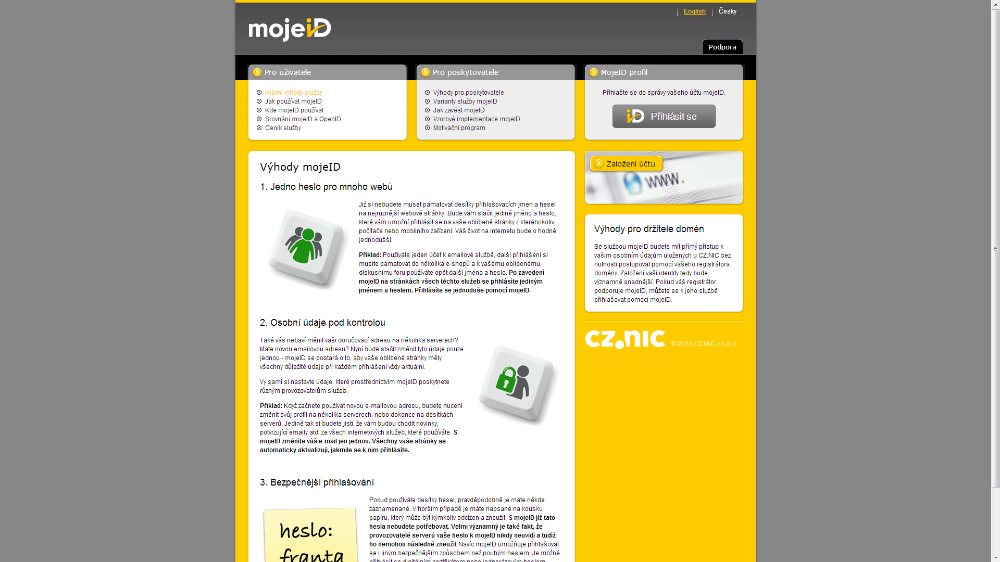 English
Česky
mojeID
Podpora
Pro uživatele
Hlavní výhody služby
Jak používat mojeID
Kde mojeID používat
Srovnání mojeID a OpenID
Ceník služby
Pro poskytovatele
Výhody pro poskytovatele
Varianty služby mojeID
Jak zavést mojeID
Vzorové implementace mojeID
Motivační program
MojeID profil
Přihlašte se do správy vašeho účtu mojeID.
iD Přihlásit se
Výhody mojeID
1. Jedno heslo pro mnoho webů
Již si nebudete muset pamatovat desítky přihlašovacích jmen a hesel
na nejrůznější webové stránky. Bude vám stačit jediné jméno a heslo,
které vám umožní přihlásit se na vaše oblíbené stránky z kteréhokoliv
počítače nebo mobilního zařízení. Váš život na internetu bude o hodně
jednodušší.
Příklad: Používáte jeden účet k emailové službě, další přihlášení si
musíte pamatovat do několika e-shopů a k vašemu oblíbenému
diskusnímu foru používáte opět další jméno a heslo. Po zavedení
mojeID na stránkách všech těchto služeb se přihlásíte jediným
jménem a heslem. Přihlásíte se jednoduše pomocí mojeID.
2. Osobní údaje pod kontrolou
Také vás nebaví měnit vaši doručovací adresu na několika serverech?
Máte novou emailovou adresu? Nyní bude stačit změnit tyto údaje pouze
jednou - mojeID se postará o to, aby vaše oblíbené stránky měly
všechny důležité údaje při každém přihlášení vždy aktuální.
Vy sami si nastavte údaje, které prostřednictvím mojeID poskytnete
různým provozovatelům služeb.
Příklad: Když začnete používat novou e-mailovou adresu, budete nuceni
změnit svůj profil na několika serverech, nebo dokonce na desítkách
serverů. Jedině tak si budete jisti, že vám budou chodit novinky,
potvrzující emaily atd. ze všech internetových služeb, které používáte. S
mojeID změníte váš e-mail jen jednou. Všechny vaše stránky se
automaticky aktualizují, jakmile se k nim přihlásíte.
3. Bezpečnější přihlašování
heslo:
franta
Pokud používáte desítky hesel, pravděpodobně je máte někde
zaznamenané. V horším případě je máte napsané na kousku
papíru, který může být kýmkoliv odcizen a zneužit. S mojeID již tato
hesla nebudete potřebovat. Velmi významný je také fakt, že
provozovatelé serverů vaše heslo k mojeID nikdy neuvidí a tudíž
ho nemohou následně zneužít Navíc mojeID umožňuje přihlašovat
se i jiným bezpečnějším způsobem než pouhým heslem. Je možné
přihlásit se digitálním certifikátem nebo jednorázovým heslem
Založení účtu
www.
Výhody pro držitele domén
Se službou mojeID budete mít přímý přístup k
vašim osobním údajům uložených u CZ.NIC bez
nutnosti postupovat pomocí vašeho registrátora
domény. Založení vaší identity tedy bude
významně snadnější. Pokud váš registrátor
podporuje mojeID, můžete se k jeho službě
přihlašovat pomocí mojeID.
cz.nic © 2013 CZ.NIC, z.s.p.o.